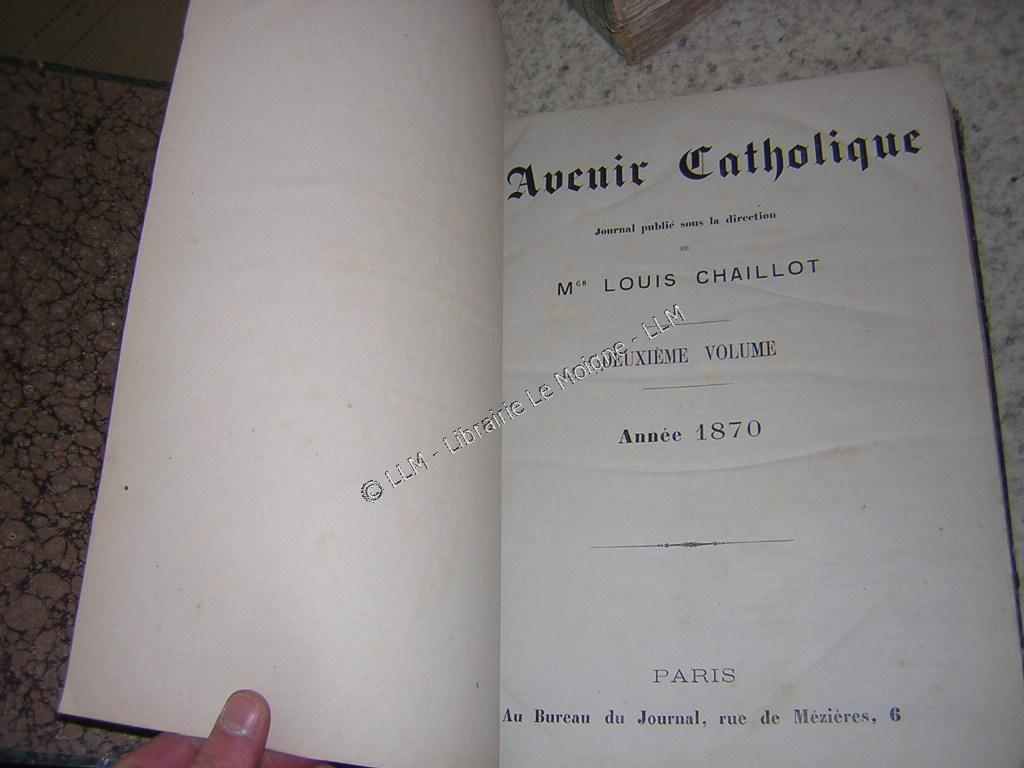 Avenir Catholique
Journal publié sous la direction
DE
Mᴳᴿ LOUIS CHAILLOT
DEUXIÈME VOLUME
Année 1870
PARIS
Au Bureau du Journal, rue de Mézières, 6
© LLM - Librairie Le Moigne - LLM